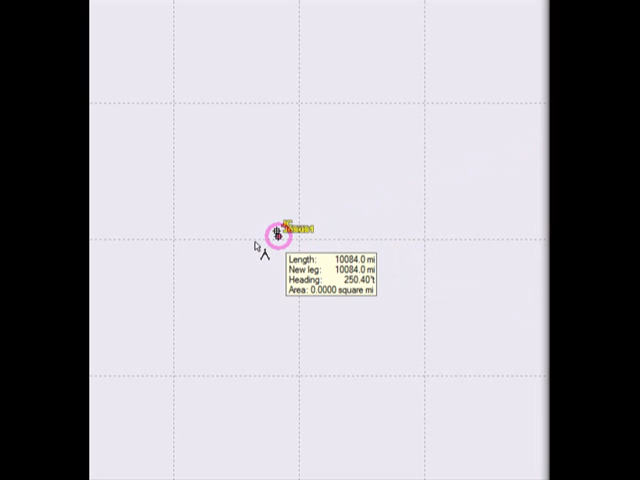 Length: 10084.0 mi
New leg: 10084.0 mi
Heading: 250.40°t
Area: 0.0000 square mi